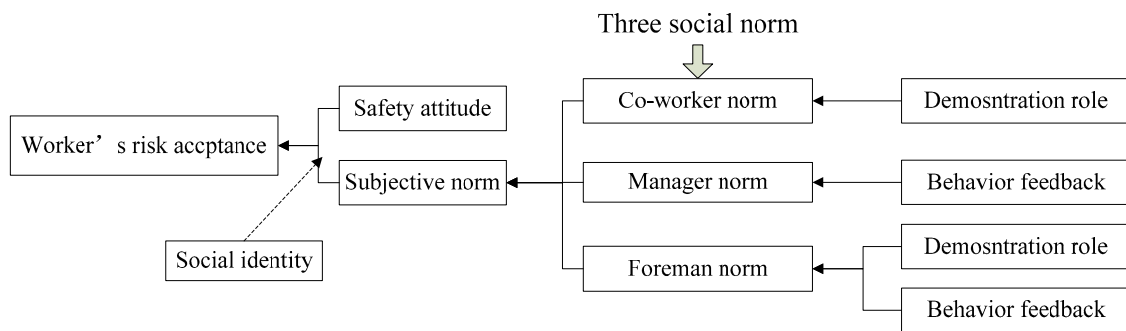 Three social norm
Co-worker norm
Demosntration role
Safety attitude
Worker’s risk accptance
Subjective norm
Manager norm
Behavior feedback
Social identity
Foreman norm
Demosntration role
Behavior feedback